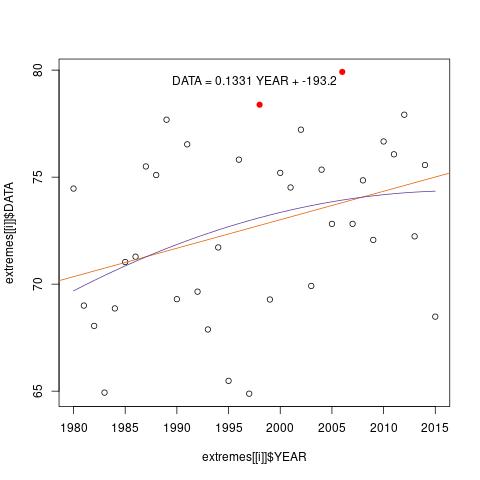 DATA = 0.1331 YEAR + -193.2
80
75
70
65
extremes[[i]]$DATA
1980 1985 1990 1995 2000 2005 2010 2015
extremes[[i]]$YEAR